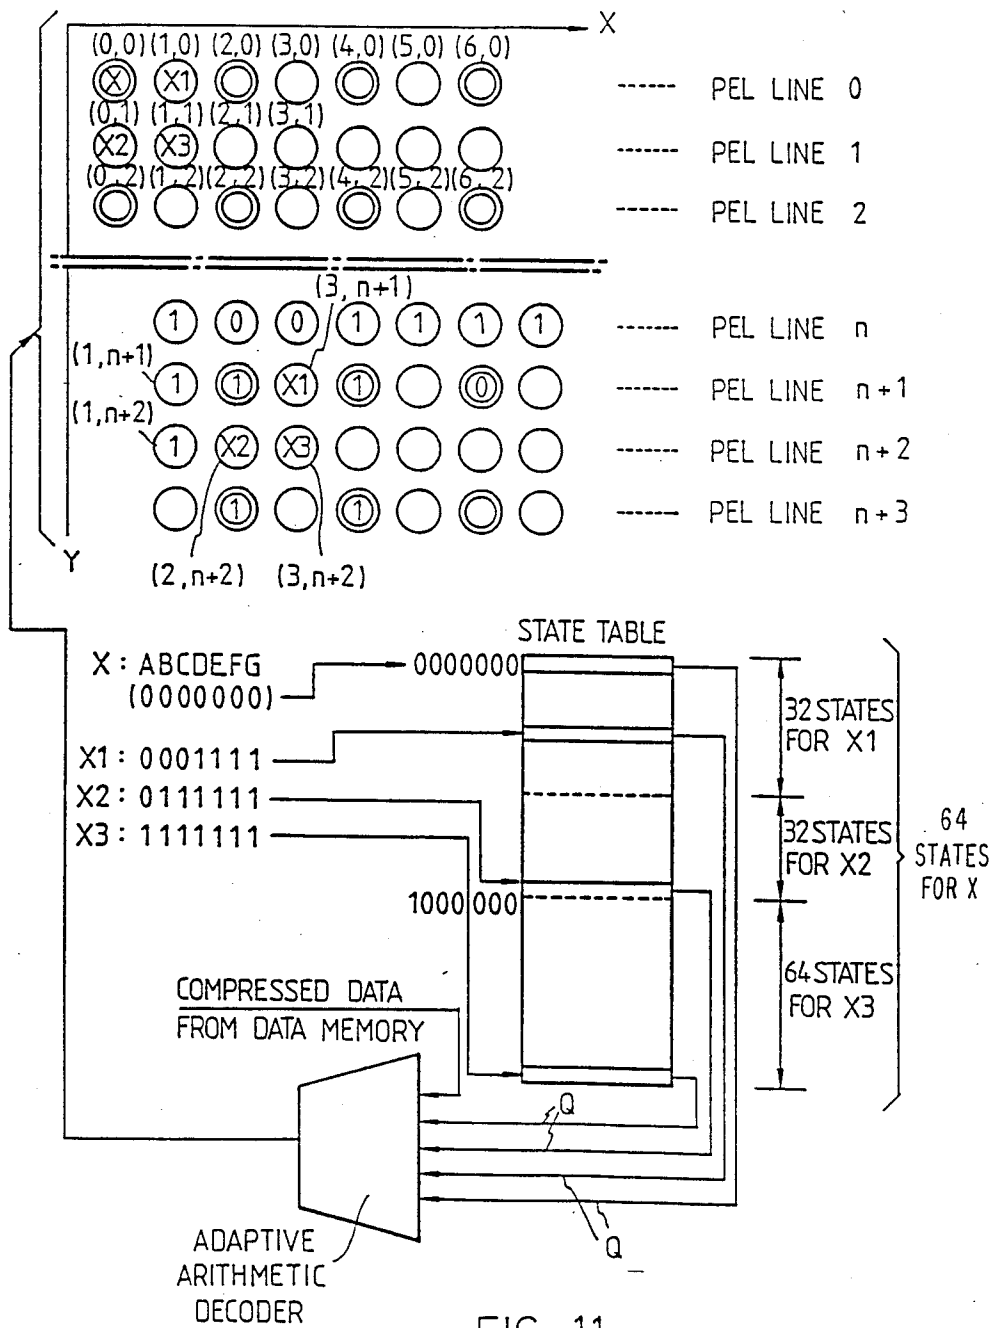 X
(0,0) (1,0) (2,0) (3,0) (4,0) (5,0) (6,0)
X X1
PEL LINE 0
(0,1) (1,1) (2,1) (3,1)
X2 X3
PEL LINE 1
(0,2) (1,2) (2,2) (3,2) (4,2) (5,2) (6,2)
PEL LINE 2
(3, n+1)
1 0 0 1 1 1 1
PEL LINE n
(1,n+1)
1 1 X1 1 0
PEL LINE n+1
(1,n+2)
1 X2 X3
PEL LINE n+2
1 1
PEL LINE n+3
Y
(2,n+2) (3,n+2)
STATE TABLE
X : ABCDEFG
(0000000)
0000000
X1 : 0001111
X2 : 0111111
X3 : 1111111
1000000
32 STATES
FOR X1
32 STATES
FOR X2
64 STATES
FOR X3
64
STATES
FOR X
COMPRESSED DATA
FROM DATA MEMORY
Q
Q
ADAPTIVE
ARITHMETIC
DECODER
FIG. 11